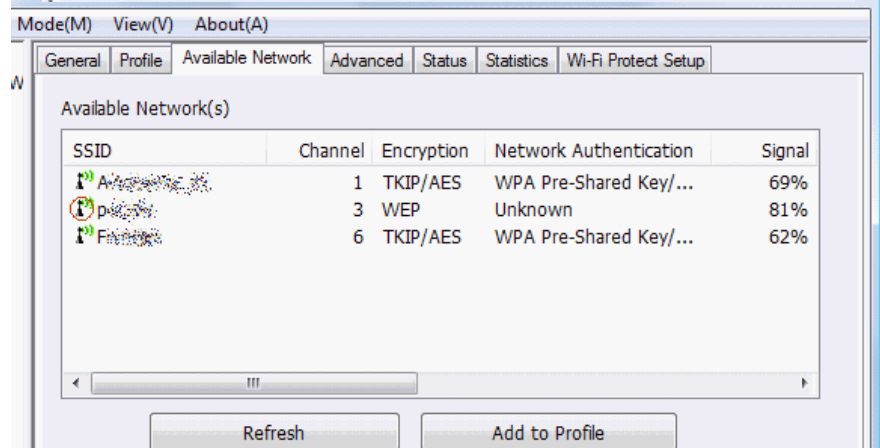 Mode(M) View(V) About(A)
General Profile Available Network Advanced Status Statistics Wi-Fi Protect Setup
W
Available Network(s)
SSID Channel Encryption Network Authentication Signal
1 TKIP/AES WPA Pre-Shared Key/... 69%
3 WEP Unknown 81%
6 TKIP/AES WPA Pre-Shared Key/... 62%
Refresh Add to Profile